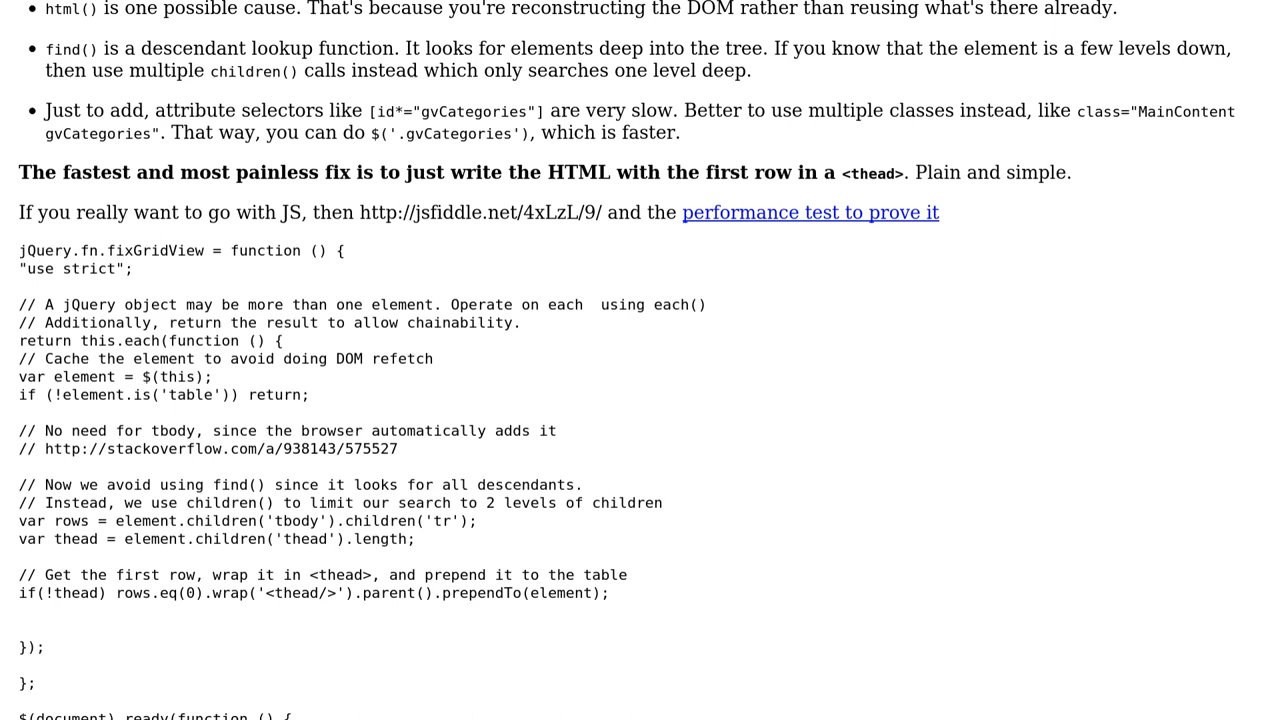 • html() is one possible cause. That's because you're reconstructing the DOM rather than reusing what's there already.
• find() is a descendant lookup function. It looks for elements deep into the tree. If you know that the element is a few levels down,
then use multiple children() calls instead which only searches one level deep.
• Just to add, attribute selectors like [id*="gvCategories"] are very slow. Better to use multiple classes instead, like class="MainContent
gvCategories". That way, you can do $('.gvCategories'), which is faster.
The fastest and most painless fix is to just write the HTML with the first row in a <thead>. Plain and simple.
If you really want to go with JS, then http://jsfiddle.net/4xLzL/9/ and the performance test to prove it
jQuery.fn.fixGridView = function () {
"use strict";
// A jQuery object may be more than one element. Operate on each  using each()
// Additionally, return the result to allow chainability.
return this.each(function () {
// Cache the element to avoid doing DOM refetch
var element = $(this);
if (!element.is('table')) return;
// No need for tbody, since the browser automatically adds it
// http://stackoverflow.com/a/938143/575527
// Now we avoid using find() since it looks for all descendants.
// Instead, we use children() to limit our search to 2 levels of children
var rows = element.children('tbody').children('tr');
var thead = element.children('thead').length;
// Get the first row, wrap it in <thead>, and prepend it to the table
if(!thead) rows.eq(0).wrap('<thead/>').parent().prependTo(element);
});
};
$(document).ready(function () {